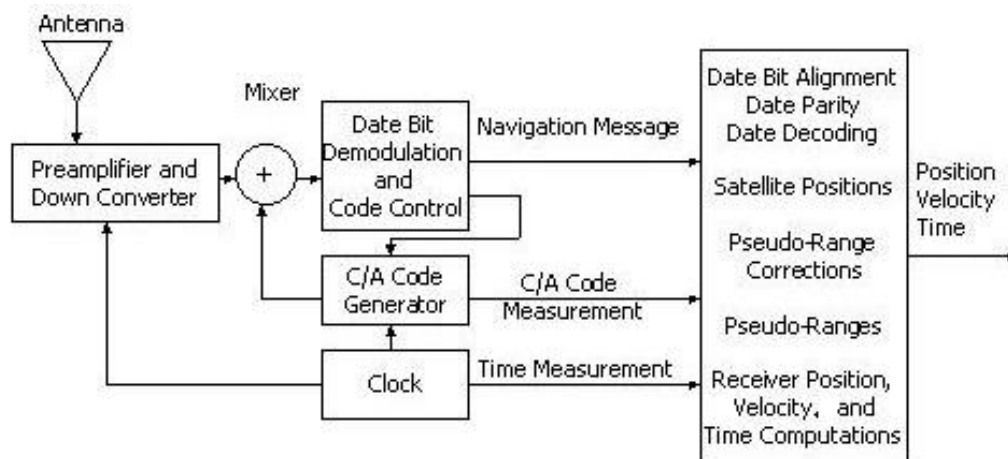 Antenna
Mixer
Preamplifier and
Down Converter
+
Date Bit
Demodulation
and
Code Control
Navigation Message
C/A Code
Generator
C/A Code
Measurement
Clock
Time Measurement
Date Bit Alignment
Date Parity
Date Decoding
Satellite Positions
Pseudo-Range
Corrections
Pseudo-Ranges
Receiver Position,
Velocity, and
Time Computations
Position
Velocity
Time